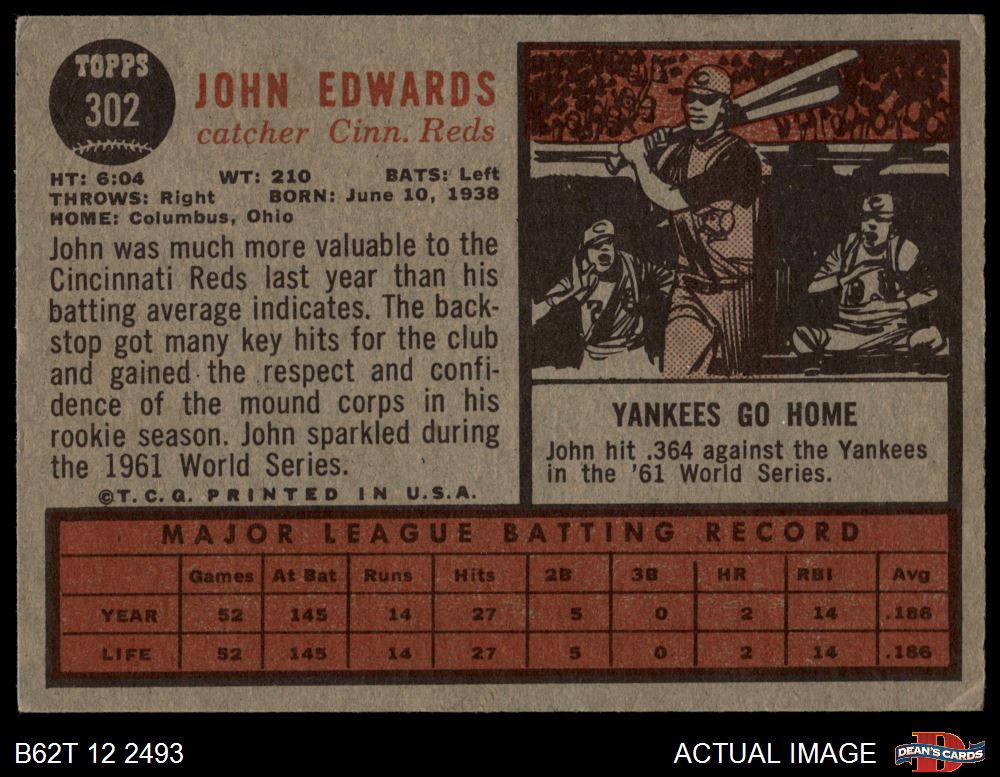 TOPPS
302
JOHN EDWARDS
catcher Cinn. Reds
HT: 6:04 WT: 210 BATS: Left
THROWS: Right BORN: June 10, 1938
HOME: Columbus, Ohio
John was much more valuable to the
Cincinnati Reds last year than his
batting average indicates. The back-
stop got many key hits for the club
and gained the respect and confi-
dence of the mound corps in his
rookie season. John sparkled during
the 1961 World Series.
©T.C.G. PRINTED IN U.S.A.
C
YANKEES GO HOME
John hit .364 against the Yankees
in the '61 World Series.
MAJOR LEAGUE BATTING RECORD
Games At Bat Runs Hits 2B 3B HR RBI Avg
YEAR 52 145 14 27 5 0 2 14 .186
LIFE 52 145 14 27 5 0 2 14 .186
B62T 12 2493
ACTUAL IMAGE
D
DEAN'S CARDS